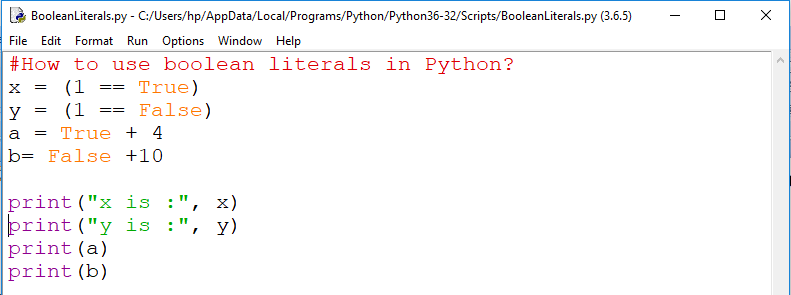 BooleanLiterals.py - C:/Users/hp/AppData/Local/Programs/Python/Python36-32/Scripts/BooleanLiterals.py (3.6.5)
File Edit Format Run Options Window Help
#How to use boolean literals in Python?
x = (1 == True)
y = (1 == False)
a = True + 4
b= False +10
print("x is :", x)
print("y is :", y)
print(a)
print(b)